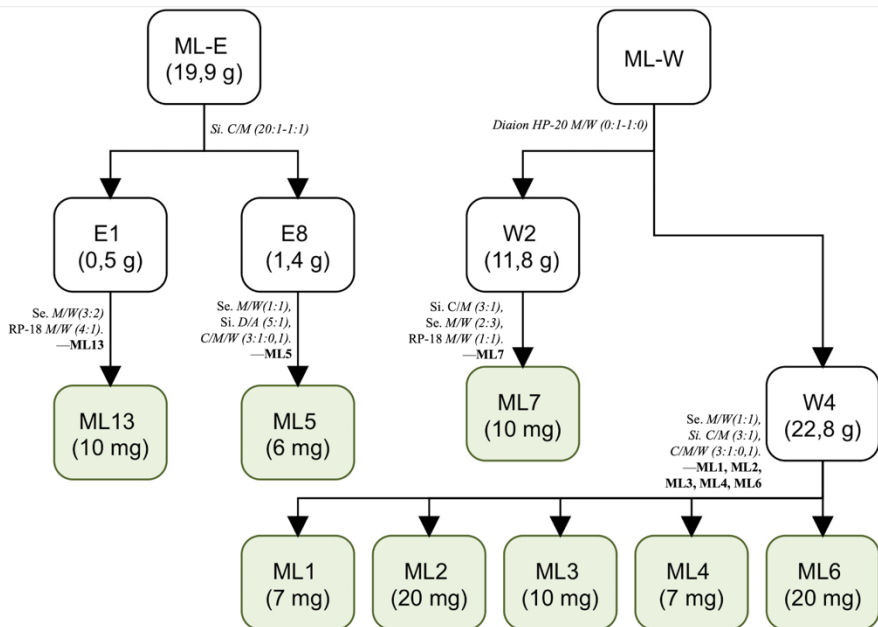 ML-E
(19,9 g)
ML-W
Si. C/M (20:1-1:1)
Diaion HP-20 M/W (0:1-1:0)
E1
(0,5 g)
E8
(1,4 g)
W2
(11,8 g)
Se. M/W(3:2)
RP-18 M/W (4:1).
—ML13
Se. M/W(1:1),
Si. D/A (5:1),
C/M/W (3:1:0,1).
—ML5
Si. C/M (3:1),
Se. M/W (2:3),
RP-18 M/W (1:1).
—ML7
ML13
(10 mg)
ML5
(6 mg)
ML7
(10 mg)
W4
(22,8 g)
Se. M/W(1:1),
Si. C/M (3:1),
C/M/W (3:1:0,1).
—ML1, ML2,
ML3, ML4, ML6
ML1
(7 mg)
ML2
(20 mg)
ML3
(10 mg)
ML4
(7 mg)
ML6
(20 mg)